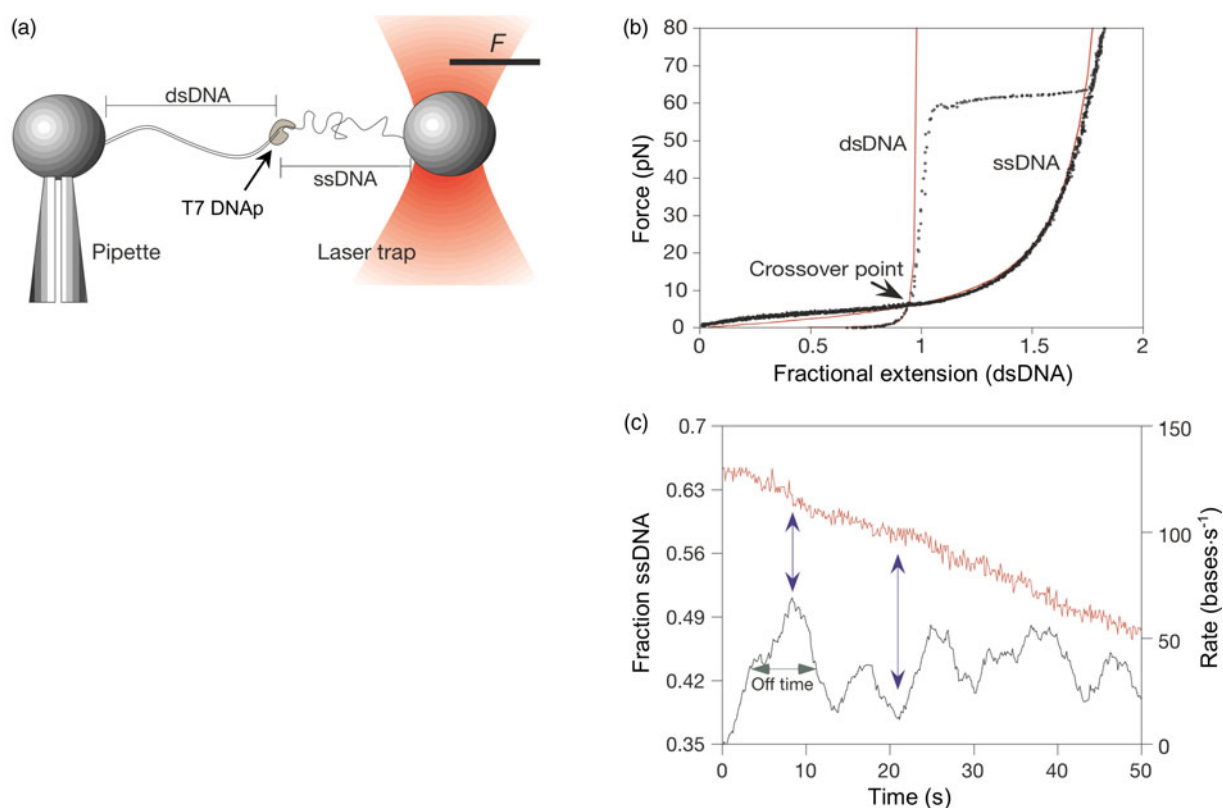 (a)
F
dsDNA
ssDNA
T7 DNAp
Pipette
Laser trap
(b)
80
70
60
50
40
30
20
10
0
Force (pN)
dsDNA
ssDNA
Crossover point
0
0.5
1
1.5
2
Fractional extension (dsDNA)
(c)
0.7
0.63
0.56
0.49
0.42
0.35
Fraction ssDNA
150
100
50
0
Rate (bases·s⁻¹)
Off time
0
10
20
30
40
50
Time (s)